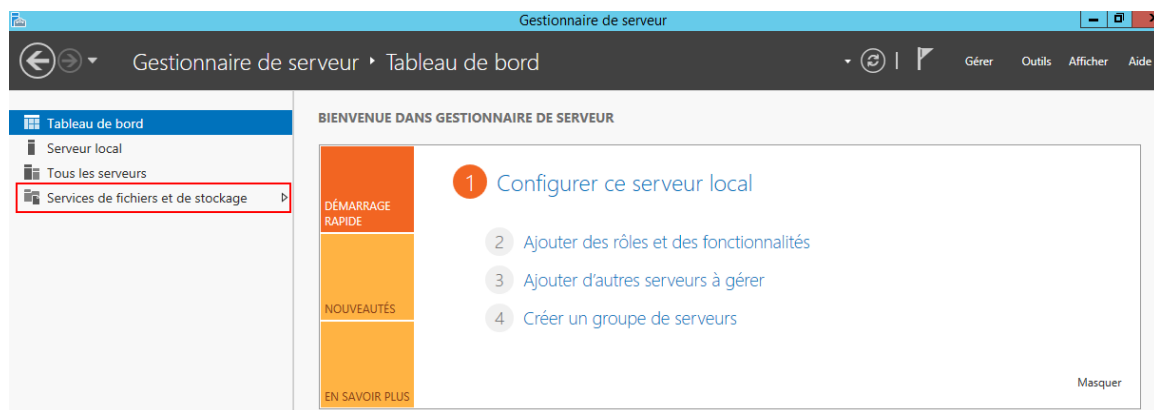 Gestionnaire de serveur
Gestionnaire de serveur ‣ Tableau de bord
Gérer Outils Afficher Aide
Tableau de bord
Serveur local
Tous les serveurs
Services de fichiers et de stockage
BIENVENUE DANS GESTIONNAIRE DE SERVEUR
DÉMARRAGE
RAPIDE
NOUVEAUTÉS
EN SAVOIR PLUS
1 Configurer ce serveur local
2 Ajouter des rôles et des fonctionnalités
3 Ajouter d’autres serveurs à gérer
4 Créer un groupe de serveurs
Masquer